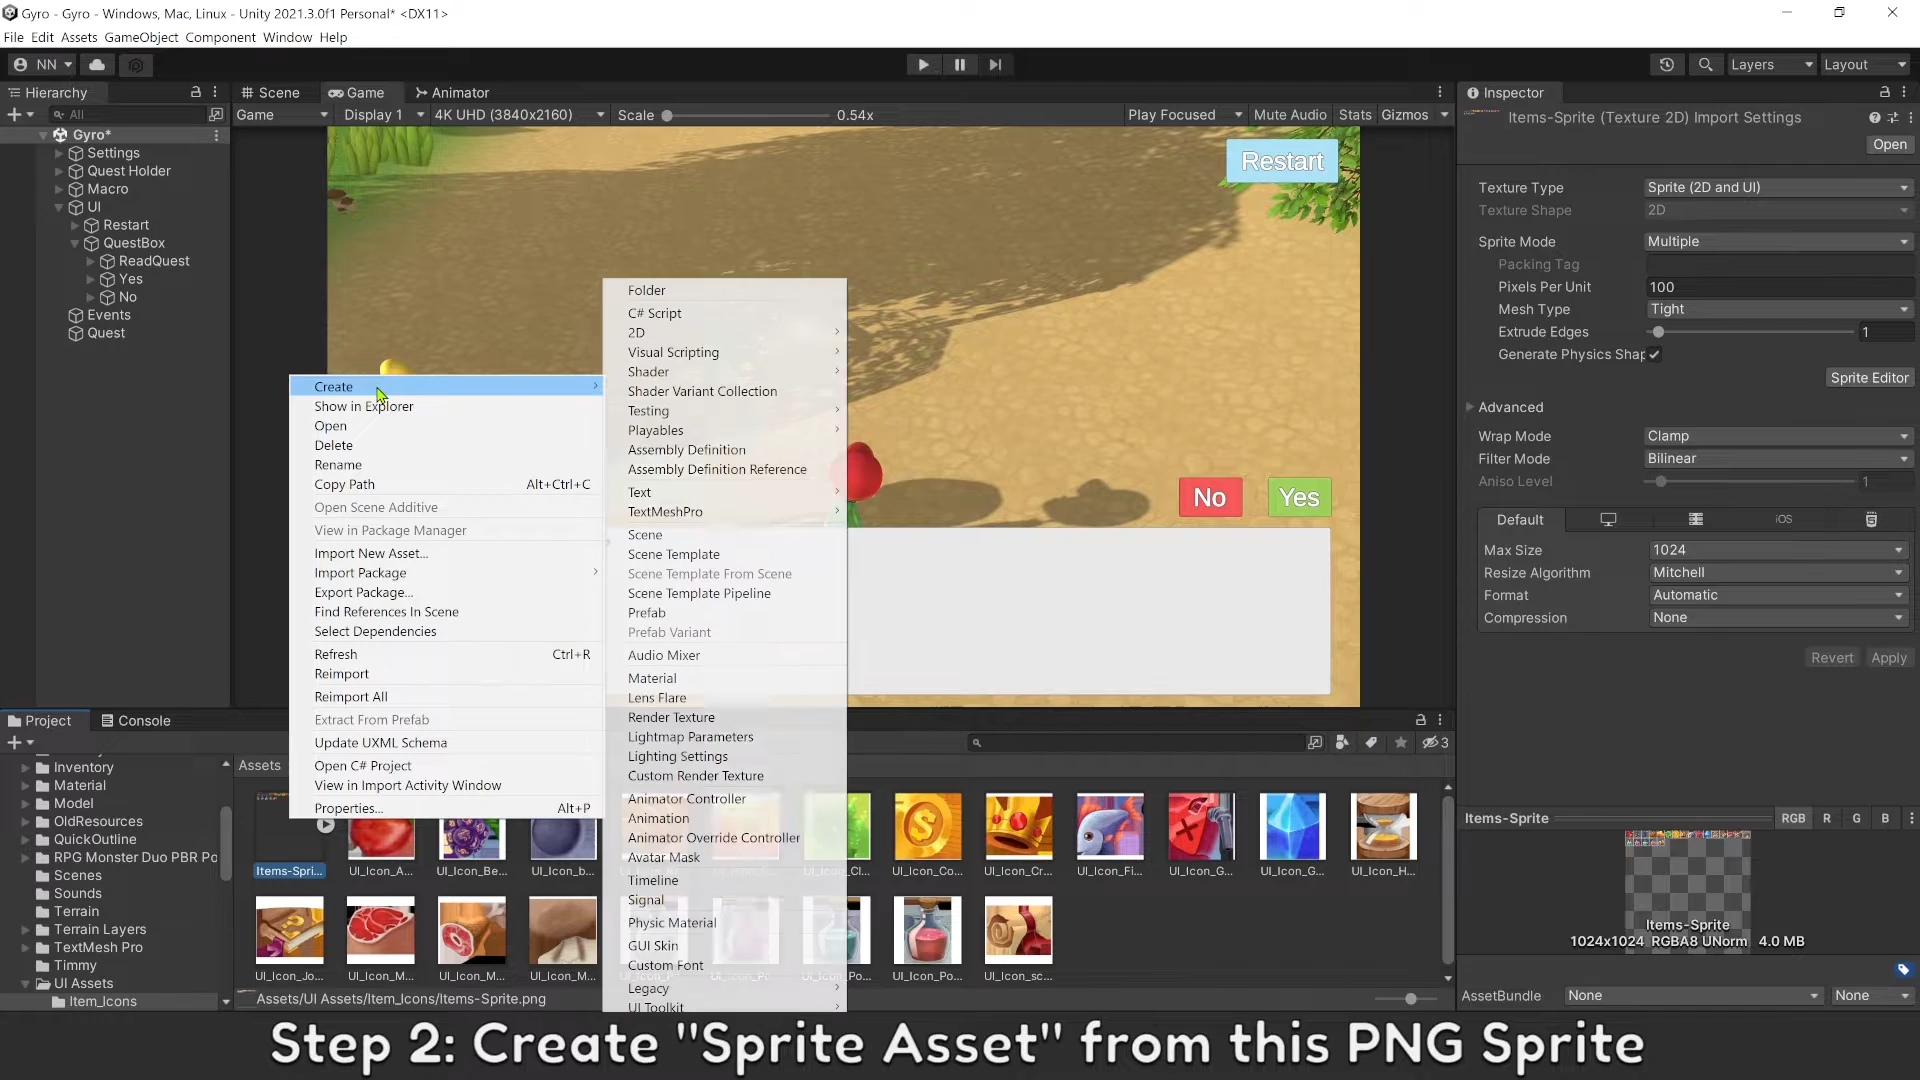 Gyro - Gyro - Windows, Mac, Linux - Unity 2021.3.0f1 Personal* <DX11>
File Edit Assets GameObject Component Window Help
NN
Layers
Layout
Hierarchy
Scene
Game
Animator
Inspector
All
Game
Display 1
4K UHD (3840x2160)
Scale
0.54x
Play Focused
Mute Audio
Stats
Gizmos
Gyro*
Settings
Quest Holder
Macro
UI
Restart
QuestBox
ReadQuest
Yes
No
Events
Quest
Restart
No
Yes
Create
Show in Explorer
Open
Delete
Rename
Copy Path Alt+Ctrl+C
Open Scene Additive
View in Package Manager
Import New Asset...
Import Package
Export Package...
Find References In Scene
Select Dependencies
Refresh Ctrl+R
Reimport
Reimport All
Extract From Prefab
Update UXML Schema
Open C# Project
View in Import Activity Window
Properties... Alt+P
Folder
C# Script
2D
Visual Scripting
Shader
Shader Variant Collection
Testing
Playables
Assembly Definition
Assembly Definition Reference
Text
TextMeshPro
Scene
Scene Template
Scene Template From Scene
Scene Template Pipeline
Prefab
Prefab Variant
Audio Mixer
Material
Lens Flare
Render Texture
Lightmap Parameters
Lighting Settings
Custom Render Texture
Animator Controller
Animation
Animator Override Controller
Avatar Mask
Timeline
Signal
Physic Material
GUI Skin
Custom Font
Legacy
UI Toolkit
Items-Sprite (Texture 2D) Import Settings
Open
Texture Type Sprite (2D and UI)
Texture Shape 2D
Sprite Mode Multiple
Packing Tag
Pixels Per Unit 100
Mesh Type Tight
Extrude Edges 1
Generate Physics Shap
Sprite Editor
Advanced
Wrap Mode Clamp
Filter Mode Bilinear
Aniso Level 1
Default iOS
Max Size 1024
Resize Algorithm Mitchell
Format Automatic
Compression None
Revert Apply
Items-Sprite RGB R G B
Items-Sprite
1024x1024 RGBA8 UNorm 4.0 MB
AssetBundle None None
Project
Console
3
Inventory
Material
Model
OldResources
QuickOutline
RPG Monster Duo PBR Po
Scenes
Sounds
Terrain
Terrain Layers
TextMesh Pro
Timmy
UI Assets
Item_Icons
Assets
Items-Spri... UI_Icon_A... UI_Icon_Be... UI_Icon_b... UI_Icon_Co... UI_Icon_Cr... UI_Icon_Fi... UI_Icon_G... UI_Icon_G... UI_Icon_H...
UI_Icon_Jo... UI_Icon_M... UI_Icon_M... UI_Icon_M... UI_Icon_Po... UI_Icon_sc...
Assets/UI Assets/Item_Icons/Items-Sprite.png
Step 2: Create "Sprite Asset" from this PNG Sprite